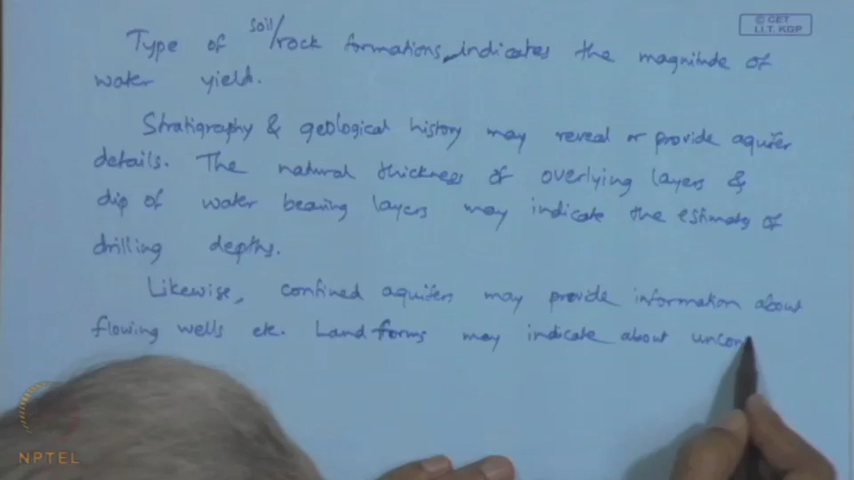 © CET
I.I.T. KGP
Type of soil/rock formations indicates the magnitude of
water yield.
Stratigraphy & geological history may reveal or provide aquifer
details. The natural thickness of overlying layers &
dip of water bearing layers may indicate the estimate of
drilling depths.
Likewise, confined aquifers may provide information about
flowing wells etc. Land forms may indicate about uncon
NPTEL